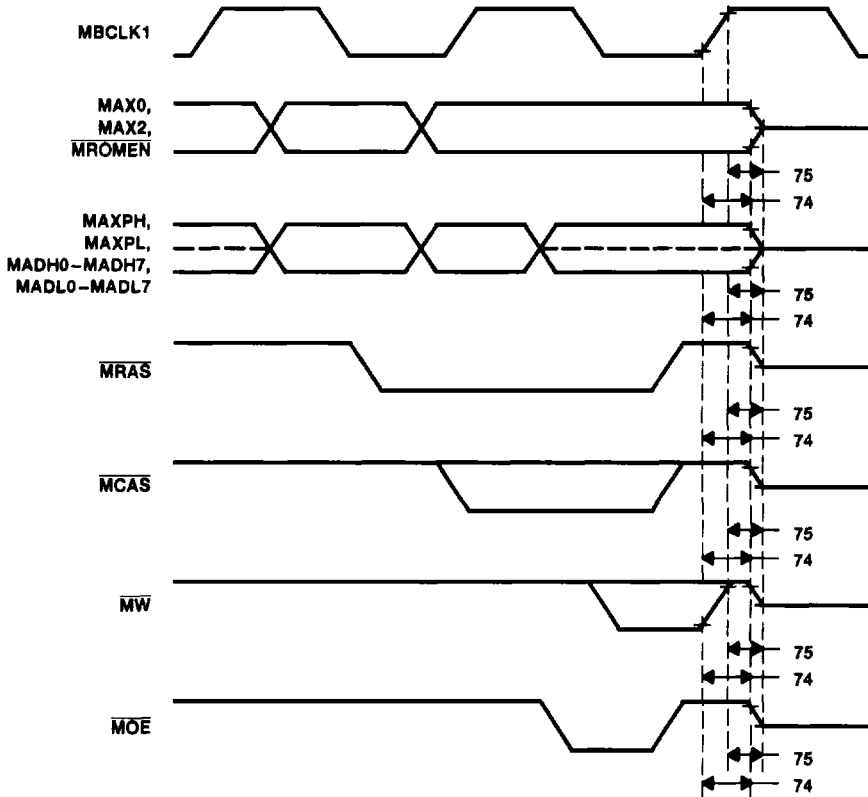 MBCLK1
MAX0,
MAX2,
MROMEN
75
74
MAXPH,
MAXPL,
MADH0–MADH7,
MADL0–MADL7
75
74
MRAS
75
74
MCAS
75
74
MW
75
74
MOE
75
74